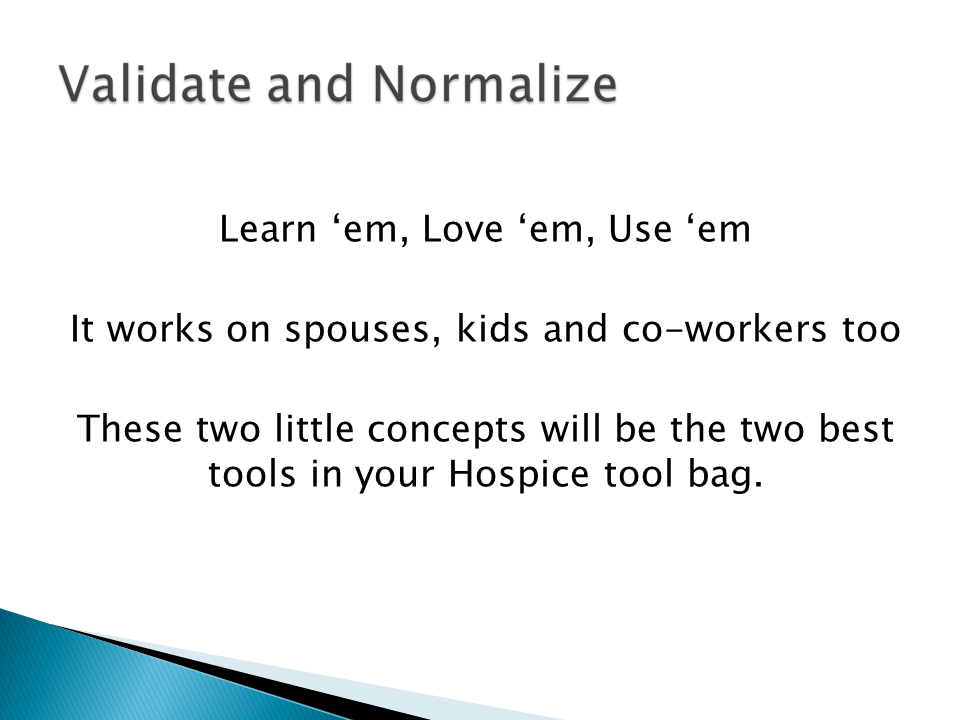 Validate and Normalize
Learn ‘em, Love ‘em, Use ‘em
It works on spouses, kids and co-workers too
These two little concepts will be the two best
tools in your Hospice tool bag.